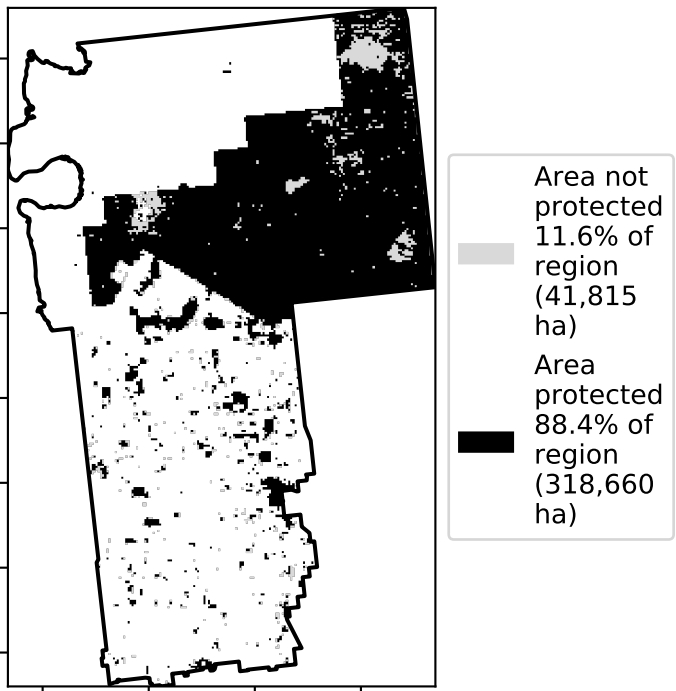 Area not
protected
11.6% of
region
(41,815
ha)
Area
protected
88.4% of
region
(318,660
ha)